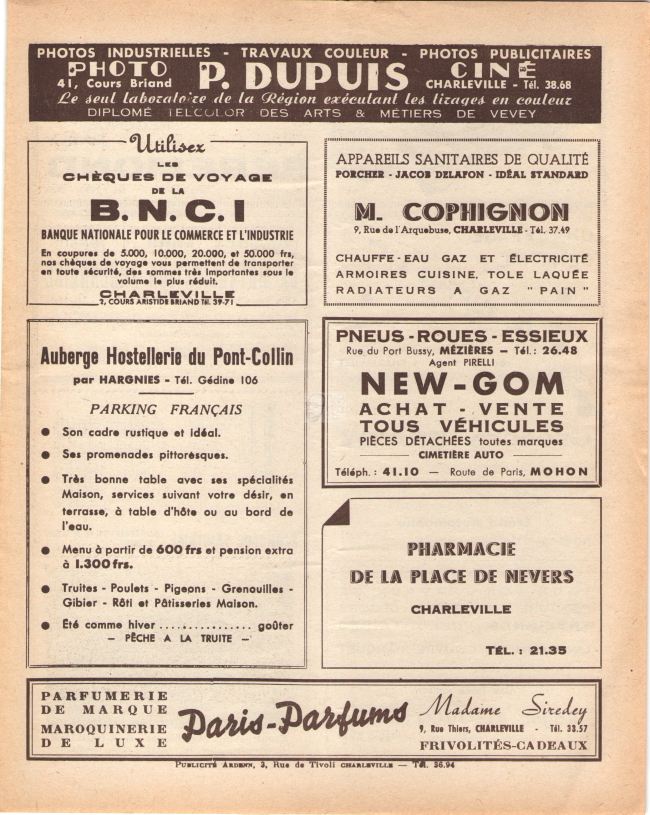 PHOTOS INDUSTRIELLES - TRAVAUX COULEUR - PHOTOS PUBLICITAIRES
PHOTO P. DUPUIS CINÉ
41, Cours Briand CHARLEVILLE - Tél. 38.68
Le seul laboratoire de la Région exécutant les tirages en couleur
DIPLOMÉ TELCOLOR DES ARTS & MÉTIERS DE VEVEY
Utilisez
LES
CHÈQUES DE VOYAGE
DE LA
B.N.C.I
BANQUE NATIONALE POUR LE COMMERCE ET L'INDUSTRIE
En coupures de 5.000, 10.000, 20.000, et 50.000 frs,
nos chèques de voyage vous permettent de transporter
en toute sécurité, des sommes très importantes sous le
volume le plus réduit.
CHARLEVILLE
7, COURS ARISTIDE BRIAND Tél. 39-71
APPAREILS SANITAIRES DE QUALITÉ
PORCHER - JACOB DELAFON - IDÉAL STANDARD
M. COPHIGNON
9, Rue de l'Arquebuse, CHARLEVILLE - Tél. 37.49
CHAUFFE-EAU GAZ ET ÉLECTRICITÉ
ARMOIRES CUISINE, TOLE LAQUÉE
RADIATEURS A GAZ "PAIN"
Auberge Hostellerie du Pont-Collin
par HARGNIES - Tél. Gédine 106
PARKING FRANÇAIS
● Son cadre rustique et idéal.
● Ses promenades pittoresques.
● Très bonne table avec ses spécialités
Maison, services suivant votre désir, en
terrasse, à table d'hôte ou au bord de
l'eau.
● Menu à partir de 600 frs et pension extra
à 1.300 frs.
● Truites - Poulets - Pigeons - Grenouilles -
Gibier - Rôti et Pâtisseries Maison.
● Été comme hiver ................ goûter
— PÊCHE A LA TRUITE —
PNEUS - ROUES - ESSIEUX
Rue du Port Bussy, MÉZIÈRES — Tél.: 26.48
Agent PIRELLI
NEW-GOM
ACHAT - VENTE
TOUS VÉHICULES
PIÈCES DÉTACHÉES toutes marques
CIMETIÈRE AUTO
Téléph. : 41.10 — Route de Paris, MOHON
PHARMACIE
DE LA PLACE DE NEVERS
CHARLEVILLE
TÉL. : 21.35
PARFUMERIE
DE MARQUE
MAROQUINERIE
DE LUXE
Paris-Parfums
Madame Siredey
9, Rue Thiers, CHARLEVILLE - Tél. 33.57
FRIVOLITÉS-CADEAUX
PUBLICITÉ ARDENN, 3, Rue de Tivoli CHARLEVILLE — Tél. 36.94